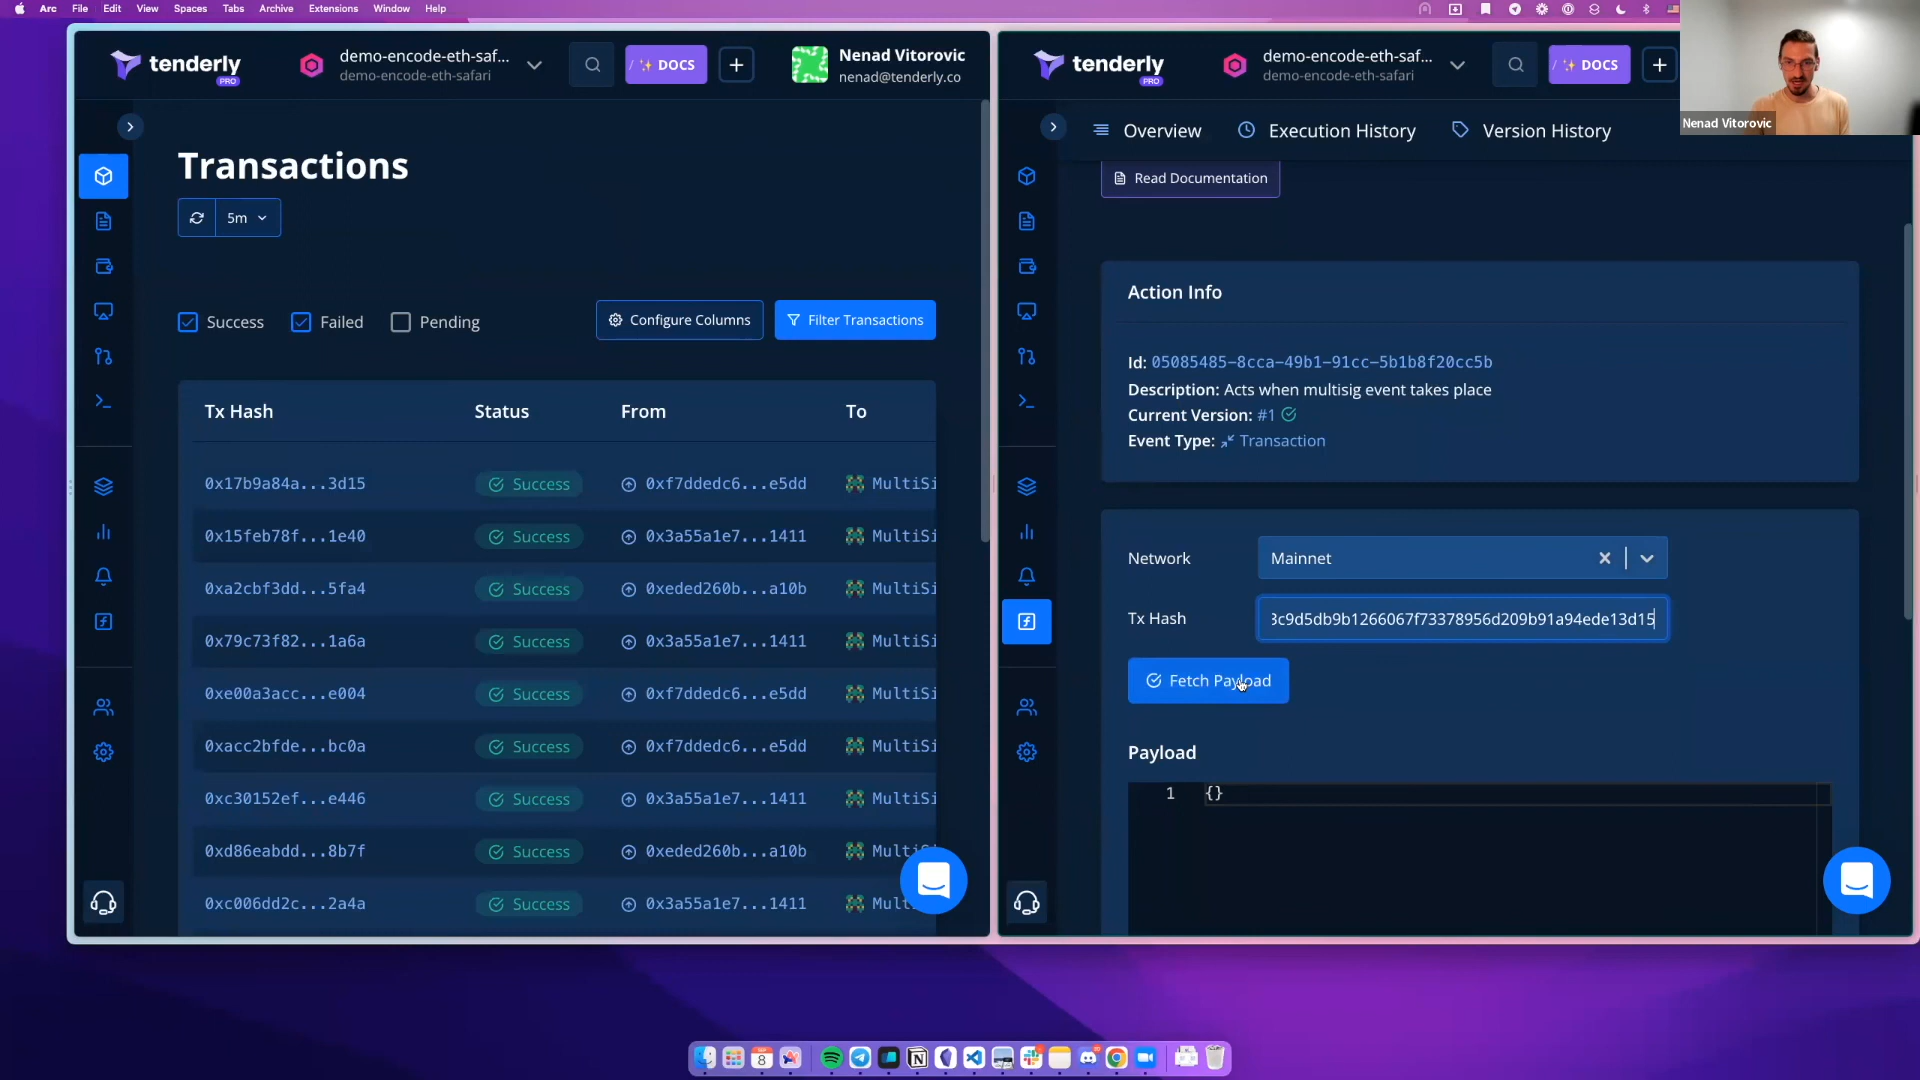 Arc File Edit View Spaces Tabs Archive Extensions Window Help
tenderly
PRO
demo-encode-eth-saf...
demo-encode-eth-safari
/ ✨ DOCS
+
Nenad Vitorovic
nenad@tenderly.co
Transactions
5m
Success
Failed
Pending
Configure Columns
Filter Transactions
Tx Hash Status From To
0x17b9a84a...3d15 Success 0xf7ddedc6...e5dd MultiSi
0x15feb78f...1e40 Success 0x3a55a1e7...1411 MultiSi
0xa2cbf3dd...5fa4 Success 0xeded260b...a10b MultiSi
0x79c73f82...1a6a Success 0x3a55a1e7...1411 MultiSi
0xe00a3acc...e004 Success 0xf7ddedc6...e5dd MultiSi
0xacc2bfde...bc0a Success 0xf7ddedc6...e5dd MultiSi
0xc30152ef...e446 Success 0x3a55a1e7...1411 MultiSi
0xd86eabdd...8b7f Success 0xeded260b...a10b Multi
0xc006dd2c...2a4a Success 0x3a55a1e7...1411 Mult
tenderly
PRO
demo-encode-eth-saf...
demo-encode-eth-safari
/ ✨ DOCS
+
Nenad Vitorovic
Overview
Execution History
Version History
Read Documentation
Action Info
Id: 05085485-8cca-49b1-91cc-5b1b8f20cc5b
Description: Acts when multisig event takes place
Current Version: #1
Event Type: Transaction
Network Mainnet
Tx Hash 3c9d5db9b1266067f73378956d209b91a94ede13d15
Fetch Payload
Payload
1 {}
SEP
8